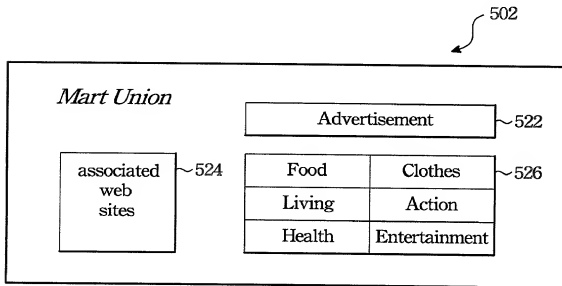 502
Mart Union
Advertisement
522
associated
web
sites
524
Food
Clothes
526
Living
Action
Health
Entertainment